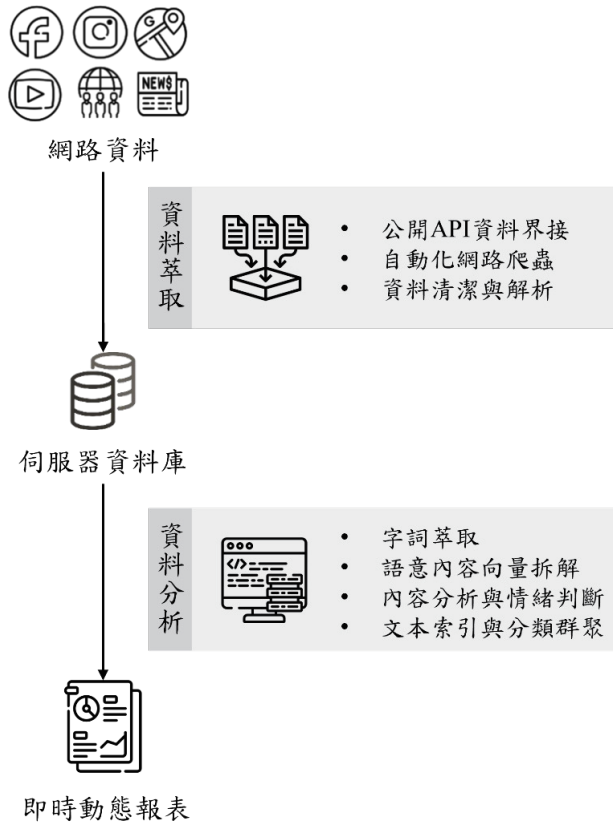 NEWS
網路資料
資料萃取
• 公開API資料界接
• 自動化網路爬蟲
• 資料清潔與解析
伺服器資料庫
資料分析
• 字詞萃取
• 語意內容向量拆解
• 內容分析與情緒判斷
• 文本索引與分類群聚
即時動態報表